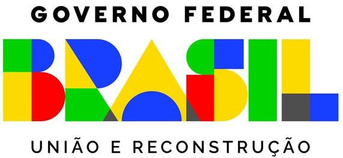 GOVERNO FEDERAL
BRASIL
UNIÃO E RECONSTRUÇÃO